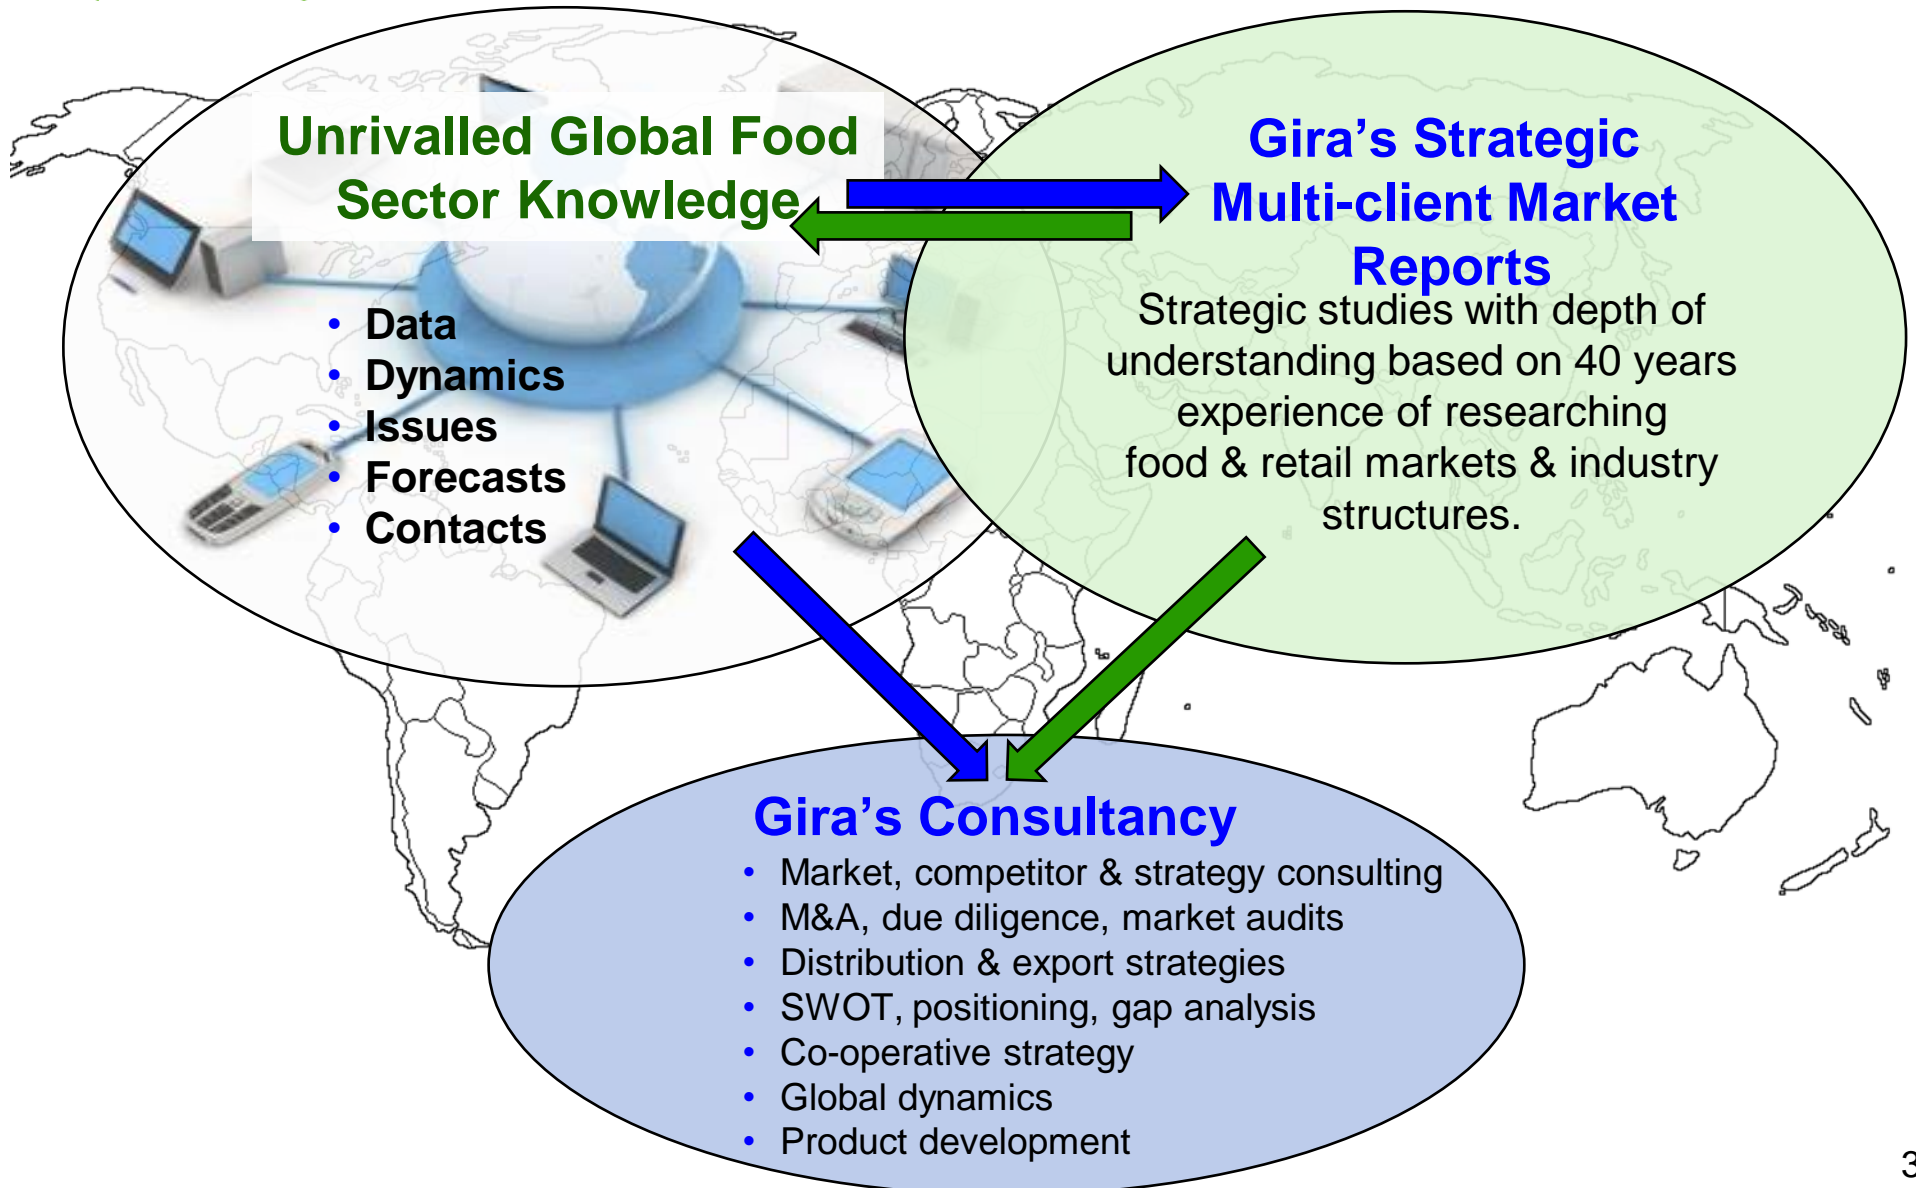 Unrivalled Global Food
Sector Knowledge
• Data
• Dynamics
• Issues
• Forecasts
• Contacts
Gira’s Strategic
Multi-client Market
Reports
Strategic studies with depth of
understanding based on 40 years
experience of researching
food & retail markets & industry
structures.
Gira’s Consultancy
• Market, competitor & strategy consulting
• M&A, due diligence, market audits
• Distribution & export strategies
• SWOT, positioning, gap analysis
• Co-operative strategy
• Global dynamics
• Product development
3